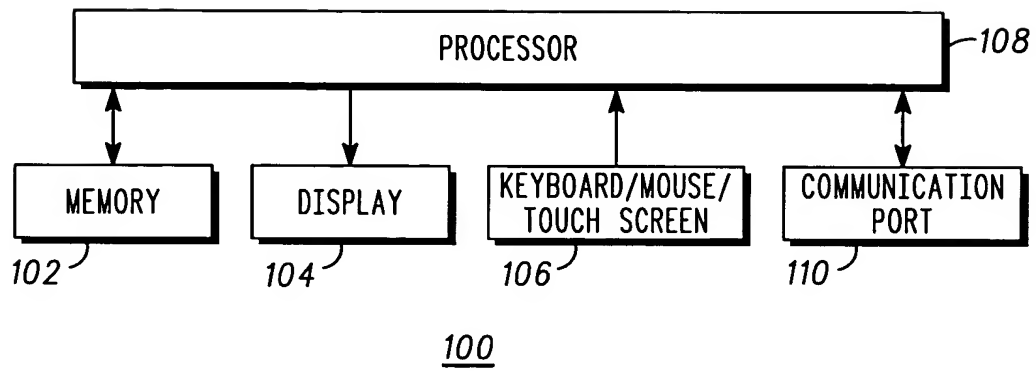 PROCESSOR
108
MEMORY
DISPLAY
KEYBOARD/MOUSE/
TOUCH SCREEN
COMMUNICATION
PORT
102
104
106
110
100